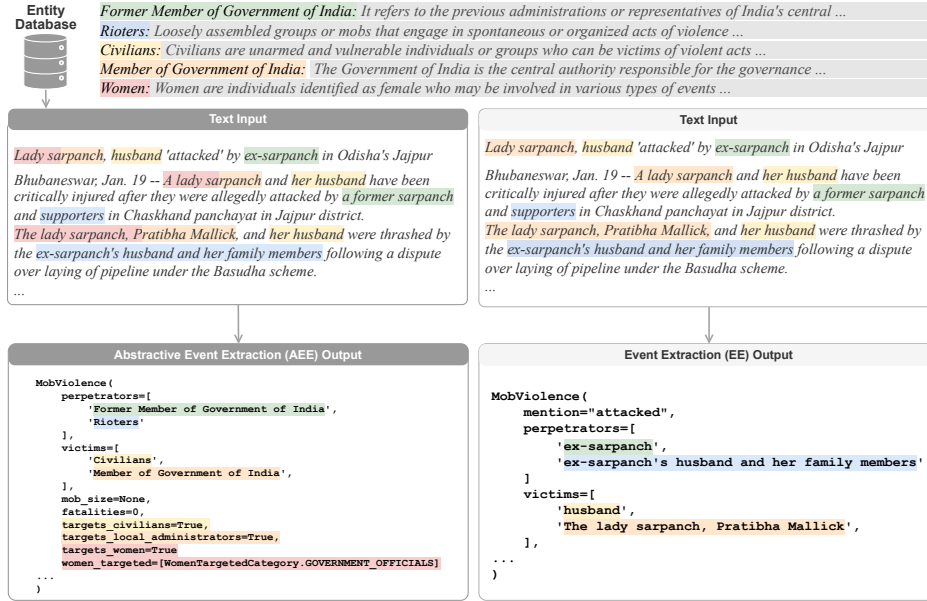 Entity
Database
Former Member of Government of India: It refers to the previous administrations or representatives of India's central ...
Rioters: Loosely assembled groups or mobs that engage in spontaneous or organized acts of violence ...
Civilians: Civilians are unarmed and vulnerable individuals or groups who can be victims of violent acts ...
Member of Government of India: The Government of India is the central authority responsible for the governance ...
Women: Women are individuals identified as female who may be involved in various types of events ...
Text Input
Lady sarpanch, husband 'attacked' by ex-sarpanch in Odisha's Jajpur
Bhubaneswar, Jan. 19 -- A lady sarpanch and her husband have been
critically injured after they were allegedly attacked by a former sarpanch
and supporters in Chaskhand panchayat in Jajpur district.
The lady sarpanch, Pratibha Mallick, and her husband were thrashed by
the ex-sarpanch's husband and her family members following a dispute
over laying of pipeline under the Basudha scheme.
...
Text Input
Lady sarpanch, husband 'attacked' by ex-sarpanch in Odisha's Jajpur
Bhubaneswar, Jan. 19 -- A lady sarpanch and her husband have been
critically injured after they were allegedly attacked by a former sarpanch
and supporters in Chaskhand panchayat in Jajpur district.
The lady sarpanch, Pratibha Mallick, and her husband were thrashed by
the ex-sarpanch's husband and her family members following a dispute
over laying of pipeline under the Basudha scheme.
...
Abstractive Event Extraction (AEE) Output
MobViolence(
perpetrators=[
'Former Member of Government of India',
'Rioters'
],
victims=[
'Civilians',
'Member of Government of India',
],
mob_size=None,
fatalities=0,
targets_civilians=True,
targets_local_administrators=True,
targets_women=True
women_targeted=[WomenTargetedCategory.GOVERNMENT_OFFICIALS]
...
)
Event Extraction (EE) Output
MobViolence(
mention="attacked",
perpetrators=[
'ex-sarpanch',
'ex-sarpanch's husband and her family members'
]
victims=[
'husband',
'The lady sarpanch, Pratibha Mallick',
],
...
)